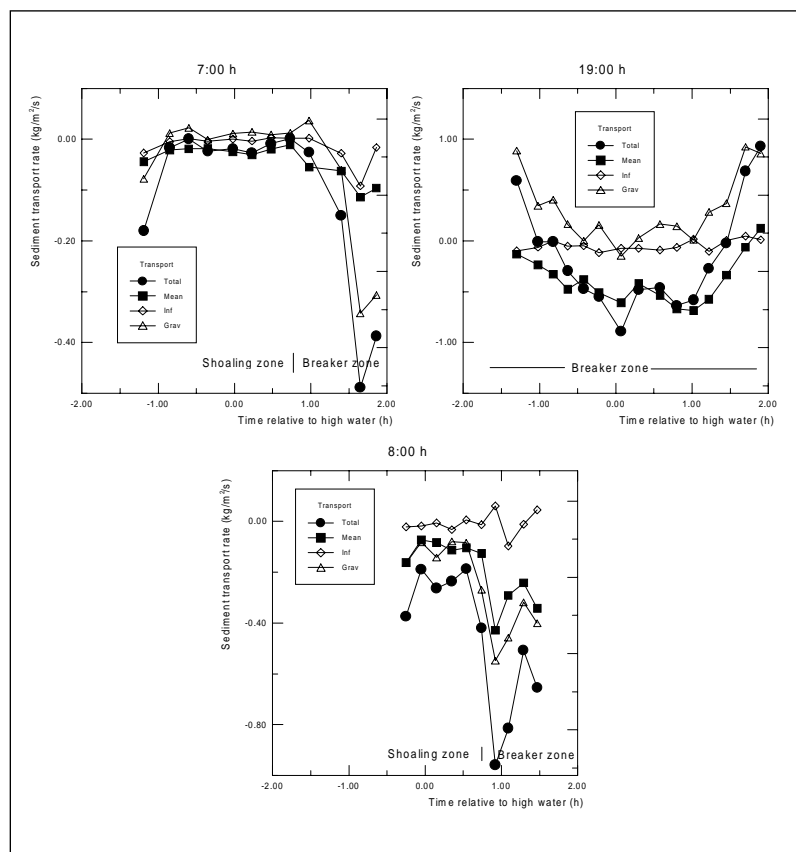 7:00 h
Sediment transport rate (kg/m²/s)
0.00
-0.20
-0.40
Transport
Total
Mean
Inf
Grav
Shoaling zone | Breaker zone
-2.00 -1.00 0.00 1.00 2.00
Time relative to high water (h)
19:00 h
Sediment transport rate (kg/m²/s)
1.00
0.00
-1.00
Transport
Total
Mean
Inf
Grav
Breaker zone
-2.00 -1.00 0.00 1.00 2.00
Time relative to high water (h)
8:00 h
Sediment transport rate (kg/m²/s)
0.00
-0.40
-0.80
Transport
Total
Mean
Inf
Grav
Shoaling zone | Breaker zone
-2.00 -1.00 0.00 1.00 2.00
Time relative to high water (h)